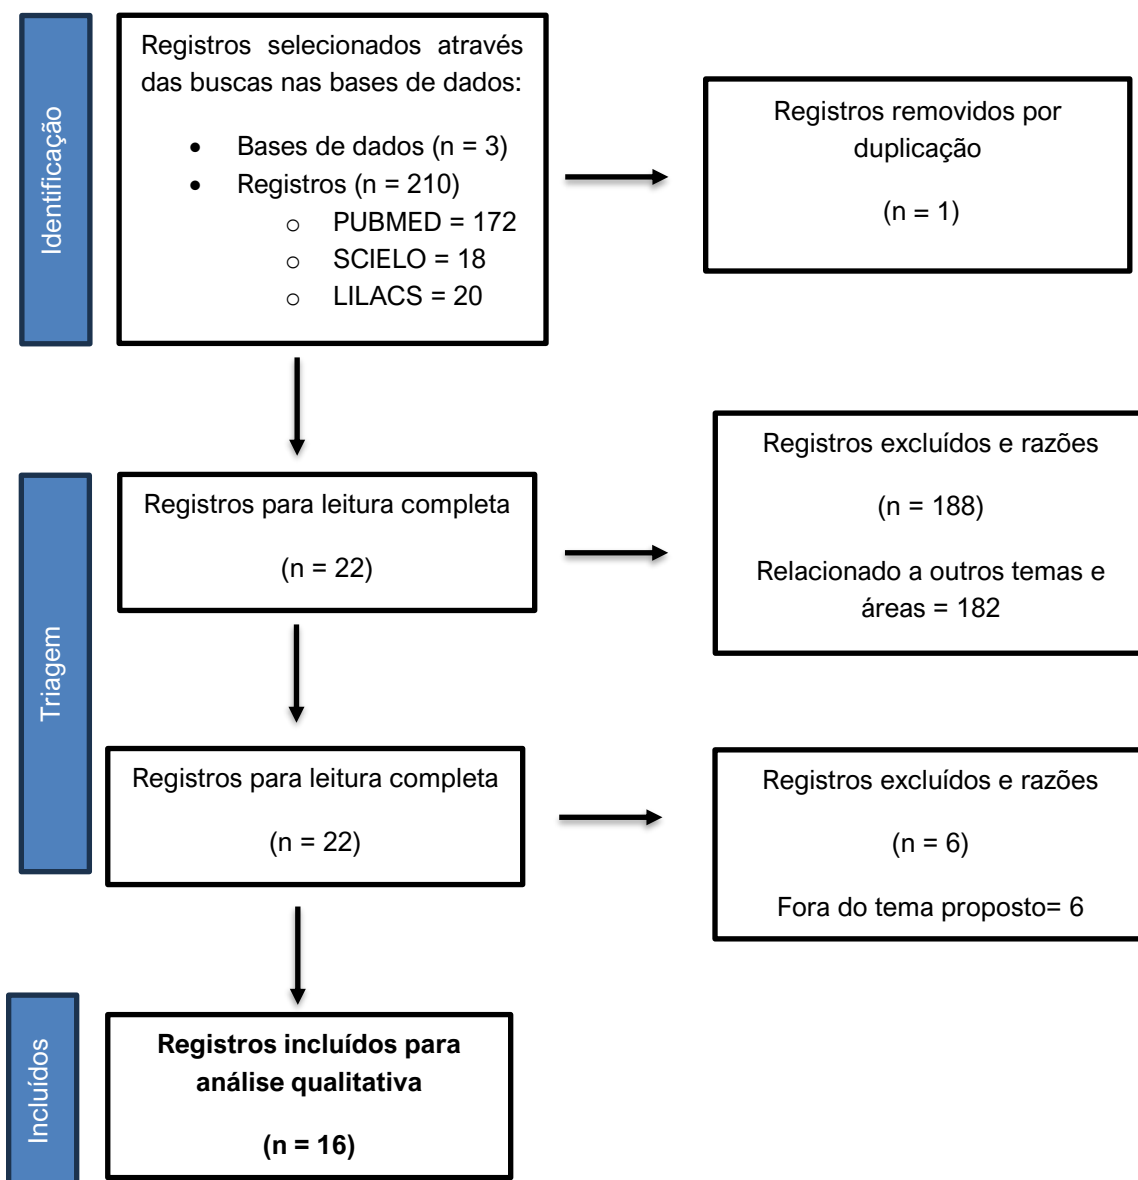 Identificação
Registros selecionados através
das buscas nas bases de dados:
• Bases de dados (n = 3)
• Registros (n = 210)
o PUBMED = 172
o SCIELO = 18
o LILACS = 20
Registros removidos por
duplicação
(n = 1)
Triagem
Registros para leitura completa
(n = 22)
Registros excluídos e razões
(n = 188)
Relacionado a outros temas e
áreas = 182
Registros para leitura completa
(n = 22)
Registros excluídos e razões
(n = 6)
Fora do tema proposto= 6
Incluídos
Registros incluídos para
análise qualitativa
(n = 16)